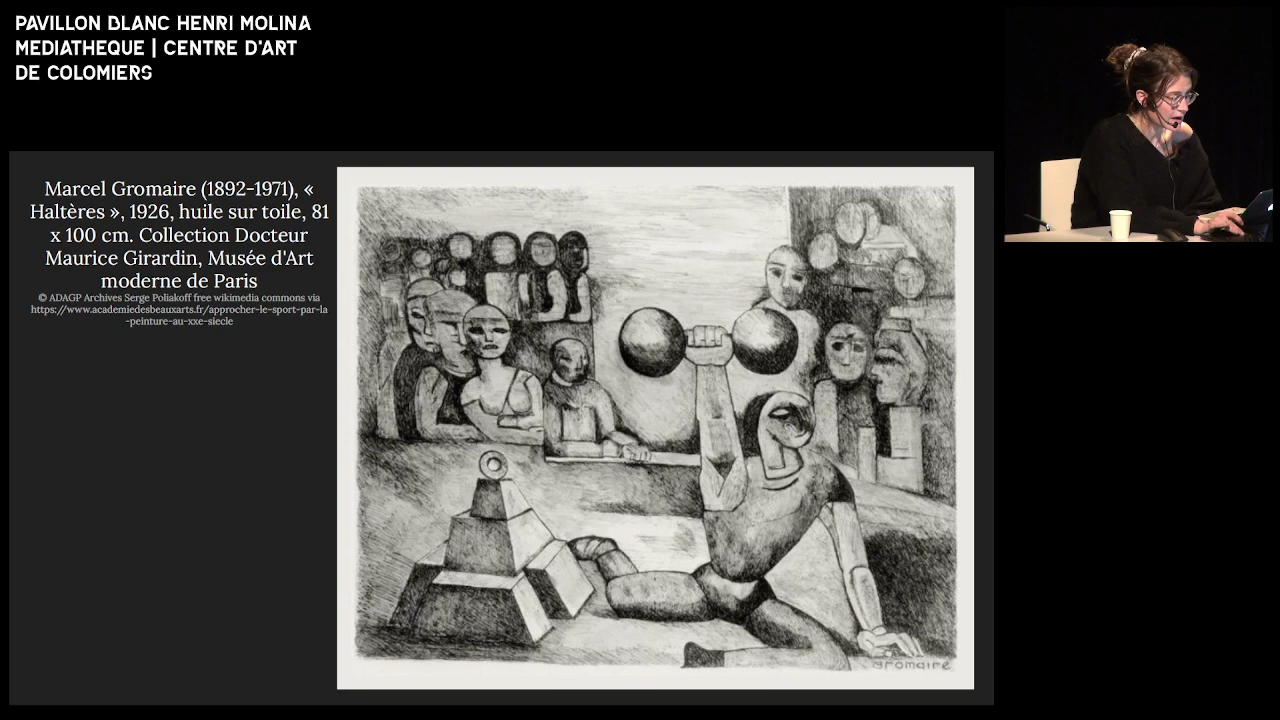 PAVILLON BLANC HENRI MOLINA
MEDIATHEQUE | CENTRE D'ART
DE COLOMIERS
Marcel Gromaire (1892-1971), «
Haltères », 1926, huile sur toile, 81
x 100 cm. Collection Docteur
Maurice Girardin, Musée d'Art
moderne de Paris
© ADAGP Archives Serge Poliakoff free wikimedia commons via
https://www.academiedesbeauxarts.fr/approcher-le-sport-par-la
-peinture-au-xxe-siecle
gromaire